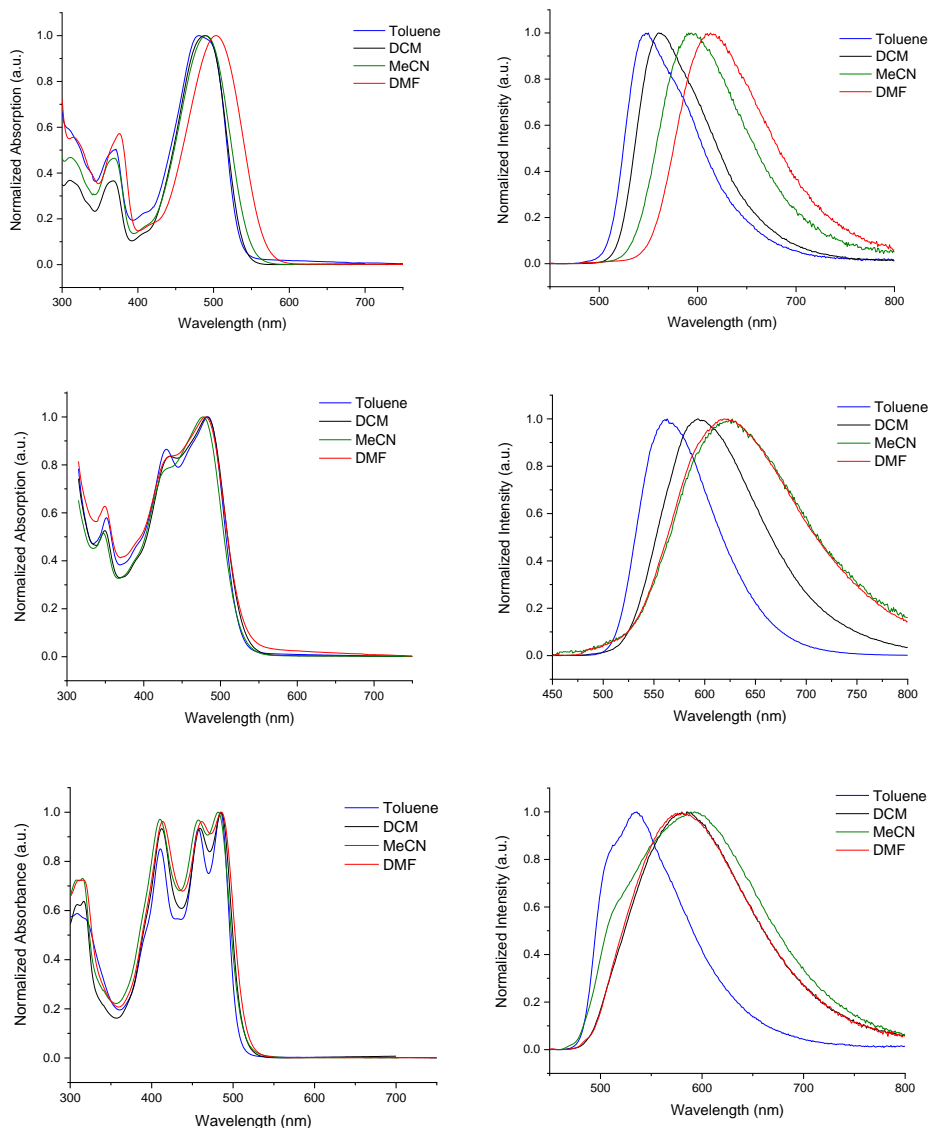 Normalized Absorption (a.u.)
1.0
0.8
0.6
0.4
0.2
0.0
300 400 500 600 700
Wavelength (nm)
Toluene
DCM
MeCN
DMF
Normalized Intensity (a.u.)
1.0
0.8
0.6
0.4
0.2
0.0
500 600 700 800
Wavelength (nm)
Toluene
DCM
MeCN
DMF
Normalized Absorption (a.u.)
1.0
0.8
0.6
0.4
0.2
0.0
300 400 500 600 700
Wavelength (nm)
Toluene
DCM
MeCN
DMF
Normalized Intensity (a.u.)
1.0
0.8
0.6
0.4
0.2
0.0
450 500 550 600 650 700 750 800
Wavelength (nm)
Toluene
DCM
MeCN
DMF
Normalized Absorbance (a.u.)
1.0
0.8
0.6
0.4
0.2
0.0
300 400 500 600 700
Wavelength (nm)
Toluene
DCM
MeCN
DMF
Normalized Intensity (a.u.)
1.0
0.8
0.6
0.4
0.2
0.0
500 600 700 800
Wavelength (nm)
Toluene
DCM
MeCN
DMF